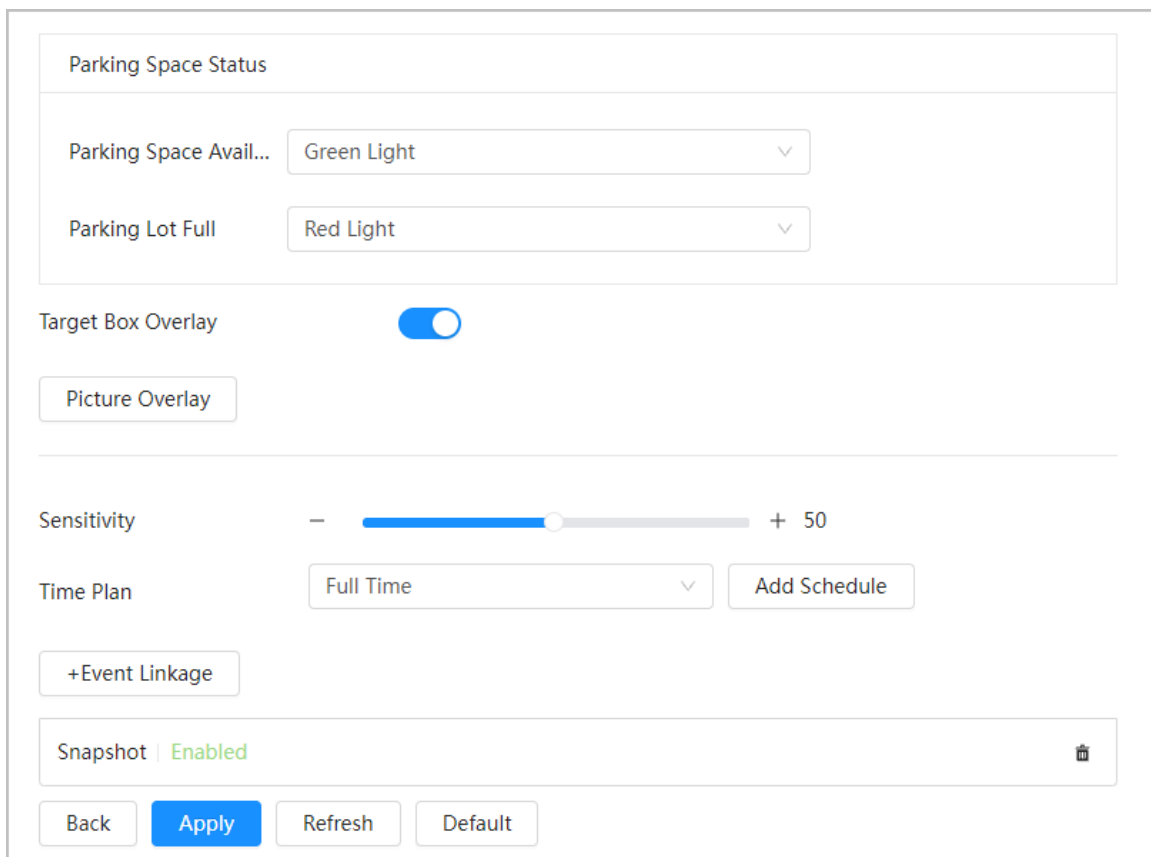 Parking Space Status
Parking Space Avail... Green Light
Parking Lot Full Red Light
Target Box Overlay
Picture Overlay
Sensitivity − + 50
Time Plan Full Time Add Schedule
+Event Linkage
Snapshot Enabled
Back Apply Refresh Default